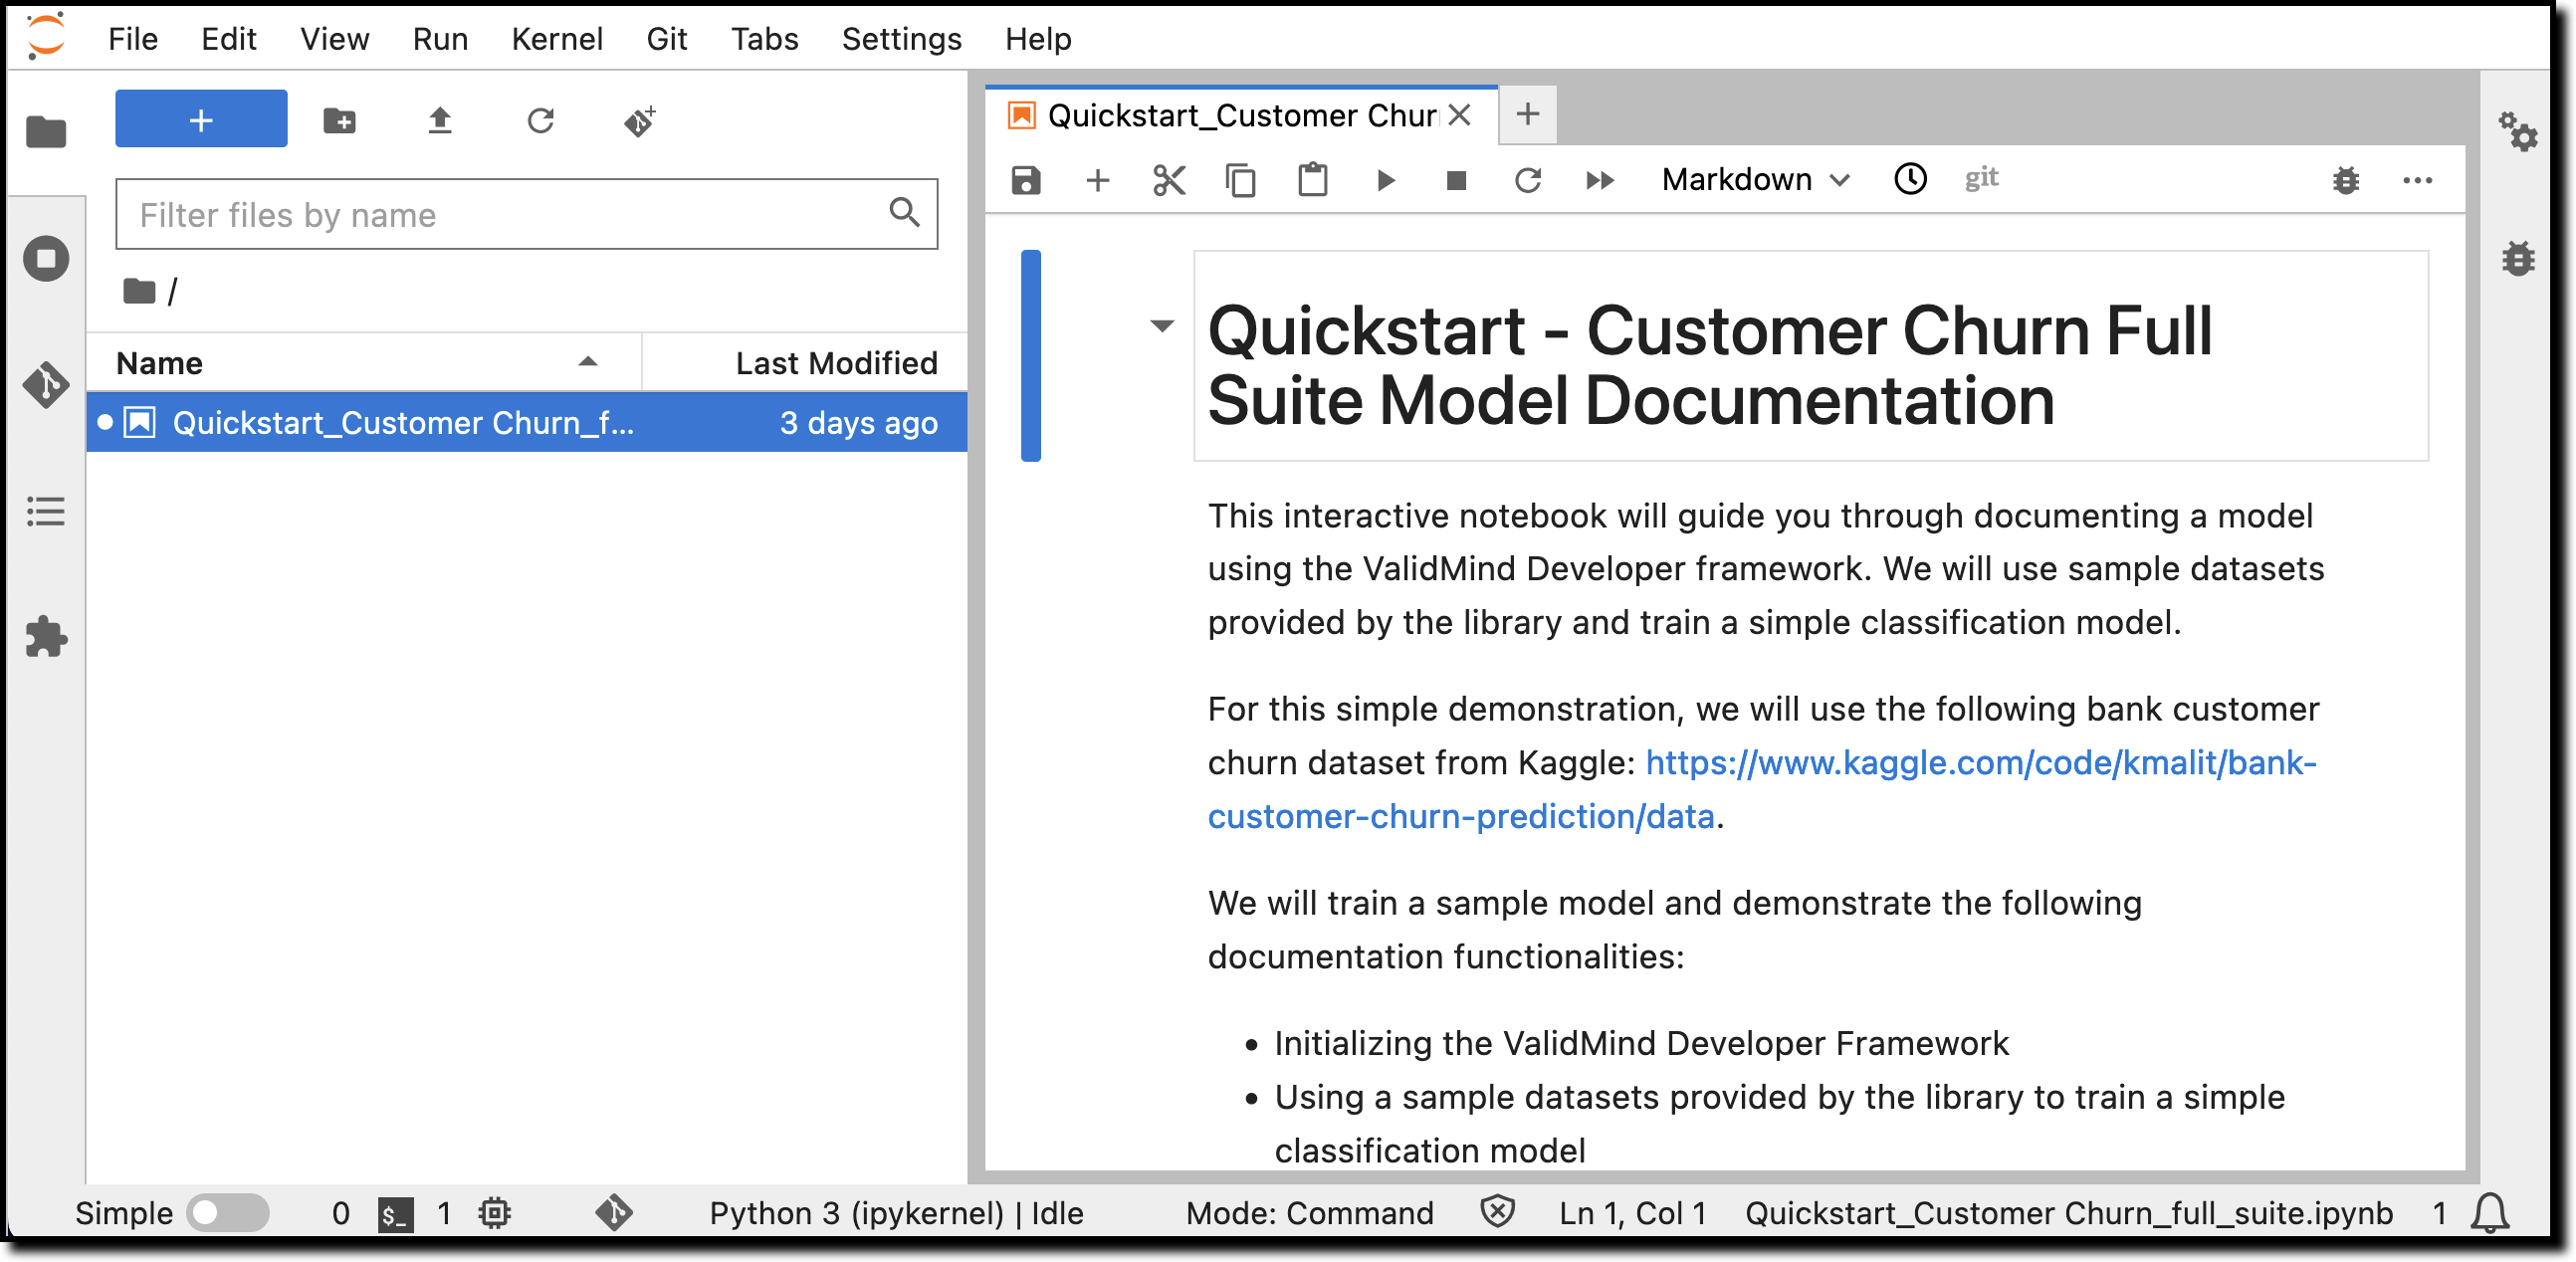 File Edit View Run Kernel Git Tabs Settings Help
+
Filter files by name
/
Name Last Modified
Quickstart_Customer Churn_f... 3 days ago
Quickstart_Customer Chur
Markdown git
Quickstart - Customer Churn Full
Suite Model Documentation
This interactive notebook will guide you through documenting a model
using the ValidMind Developer framework. We will use sample datasets
provided by the library and train a simple classification model.
For this simple demonstration, we will use the following bank customer
churn dataset from Kaggle: https://www.kaggle.com/code/kmalit/bank-
customer-churn-prediction/data.
We will train a sample model and demonstrate the following
documentation functionalities:
• Initializing the ValidMind Developer Framework
• Using a sample datasets provided by the library to train a simple
classification model
Simple 0 $_ 1 Python 3 (ipykernel) | Idle Mode: Command Ln 1, Col 1 Quickstart_Customer Churn_full_suite.ipynb 1